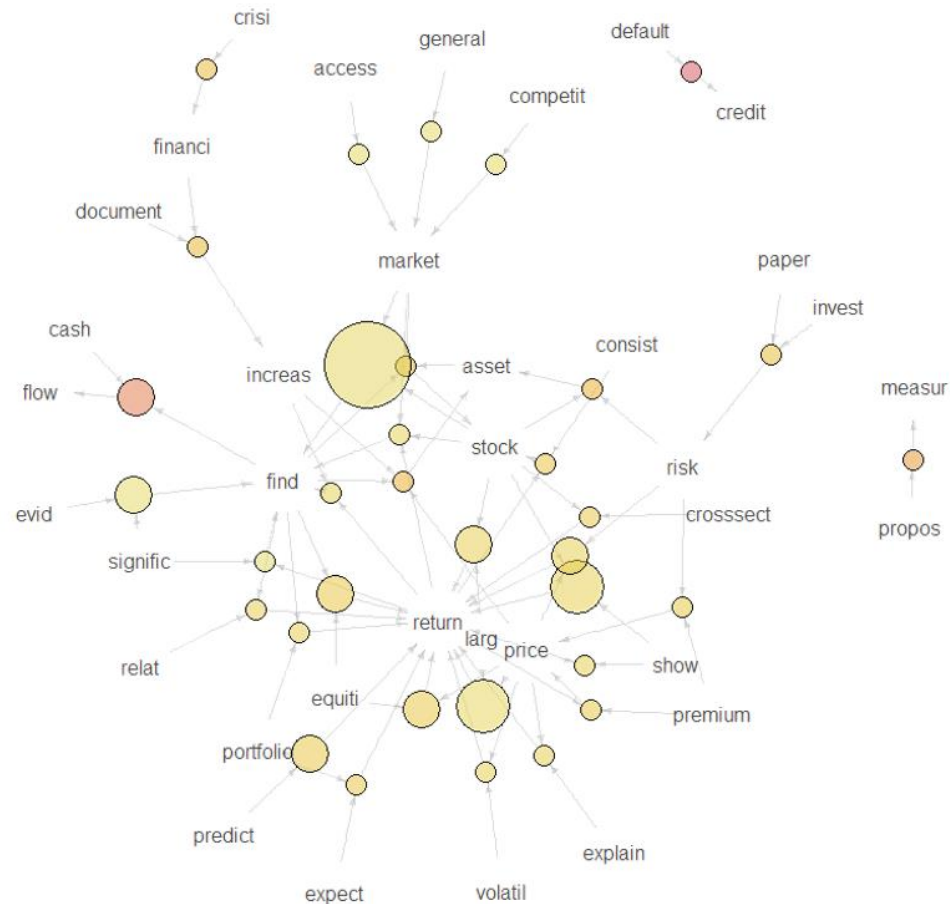 crisi
general
default
access
competit
credit
financi
document
market
paper
invest
cash
consist
increas
asset
flow
measur
stock
risk
find
evid
crosssect
propos
signific
return
larg
price
relat
show
equiti
premium
portfolio
predict
explain
expect
volatil